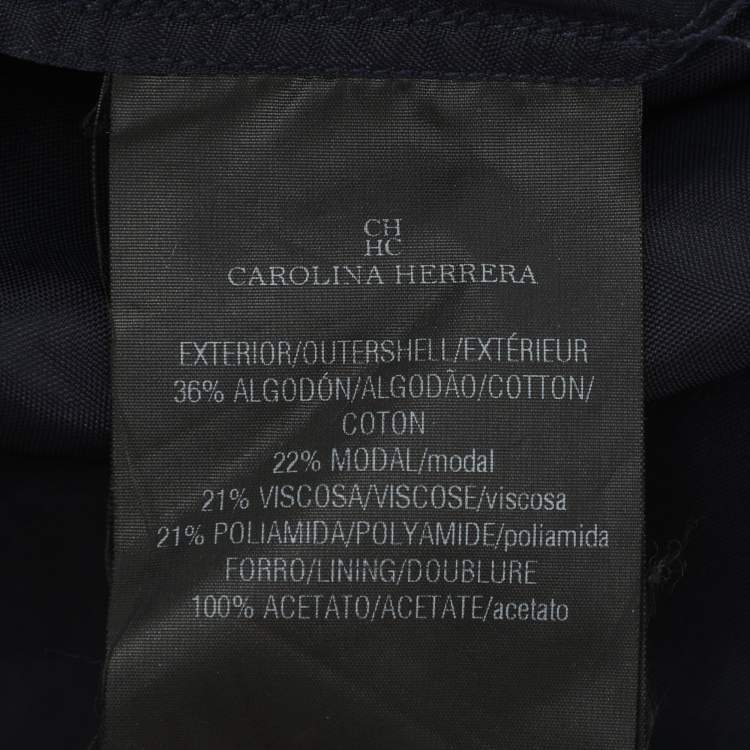 CH
HC
CAROLINA HERRERA
EXTERIOR/OUTERSHELL/EXTÉRIEUR
36% ALGODÓN/ALGODÃO/COTTON/
COTON
22% MODAL/modal
21% VISCOSA/VISCOSE/viscosa
21% POLIAMIDA/POLYAMIDE/poliamida
FORRO/LINING/DOUBLURE
100% ACETATO/ACETATE/acetato